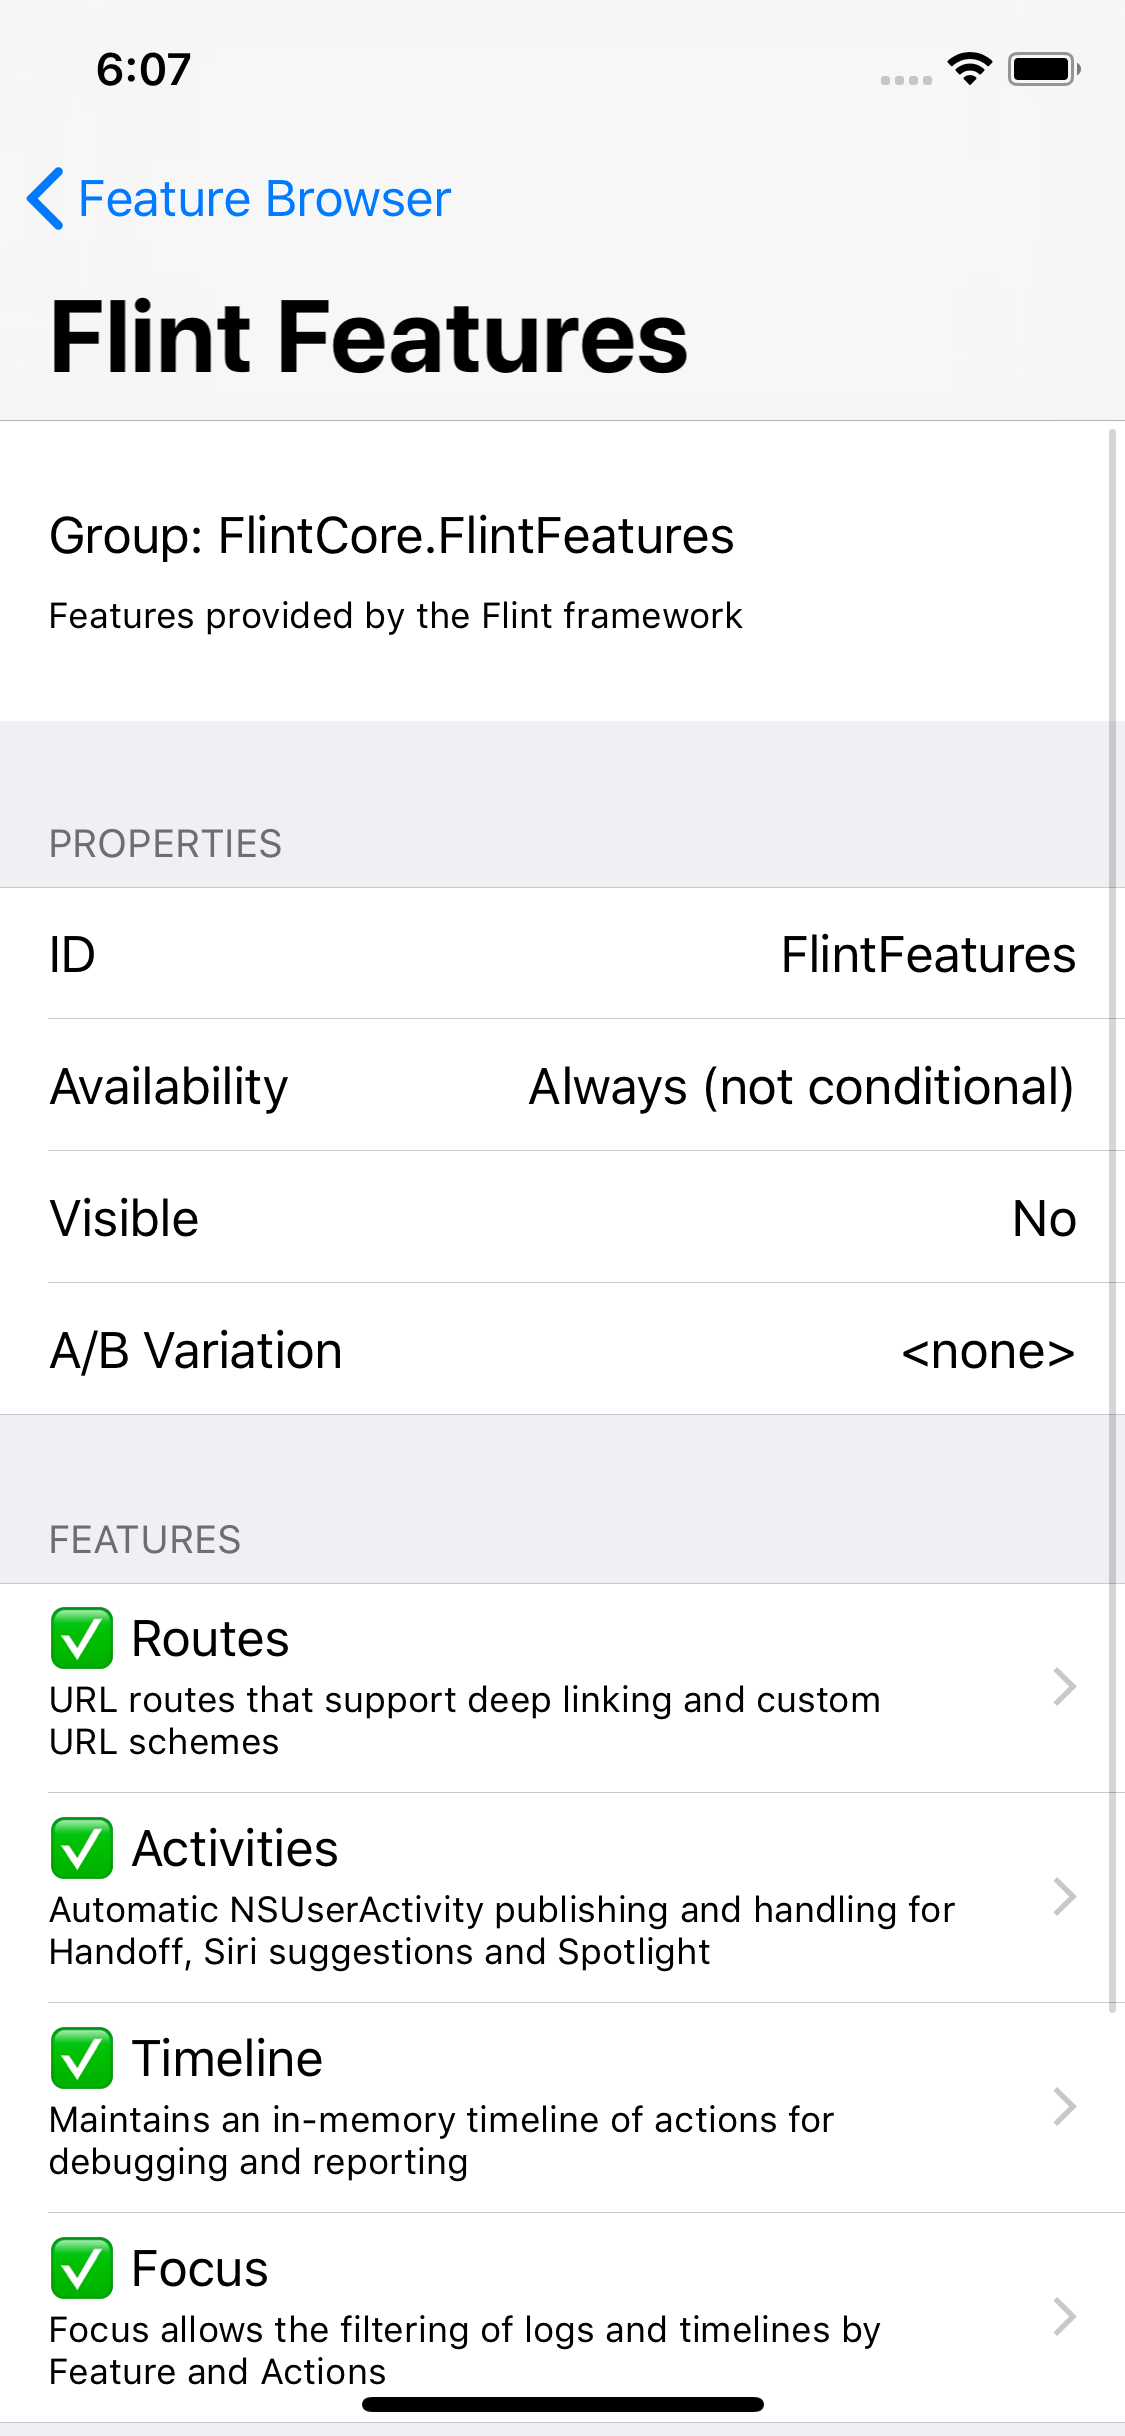 6:07
Feature Browser
Flint Features
Group: FlintCore.FlintFeatures
Features provided by the Flint framework
PROPERTIES
ID FlintFeatures
Availability Always (not conditional)
Visible No
A/B Variation <none>
FEATURES
✅ Routes
URL routes that support deep linking and custom
URL schemes
✅ Activities
Automatic NSUserActivity publishing and handling for
Handoff, Siri suggestions and Spotlight
✅ Timeline
Maintains an in-memory timeline of actions for
debugging and reporting
✅ Focus
Focus allows the filtering of logs and timelines by
Feature and Actions